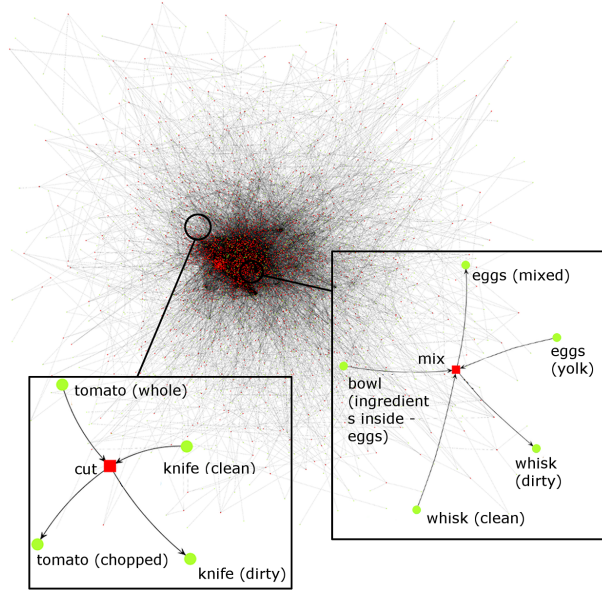 eggs (mixed)
mix
eggs
(yolk)
bowl
(ingredient
s inside -
eggs)
whisk
(dirty)
whisk (clean)
tomato (whole)
cut
knife (clean)
tomato (chopped)
knife (dirty)